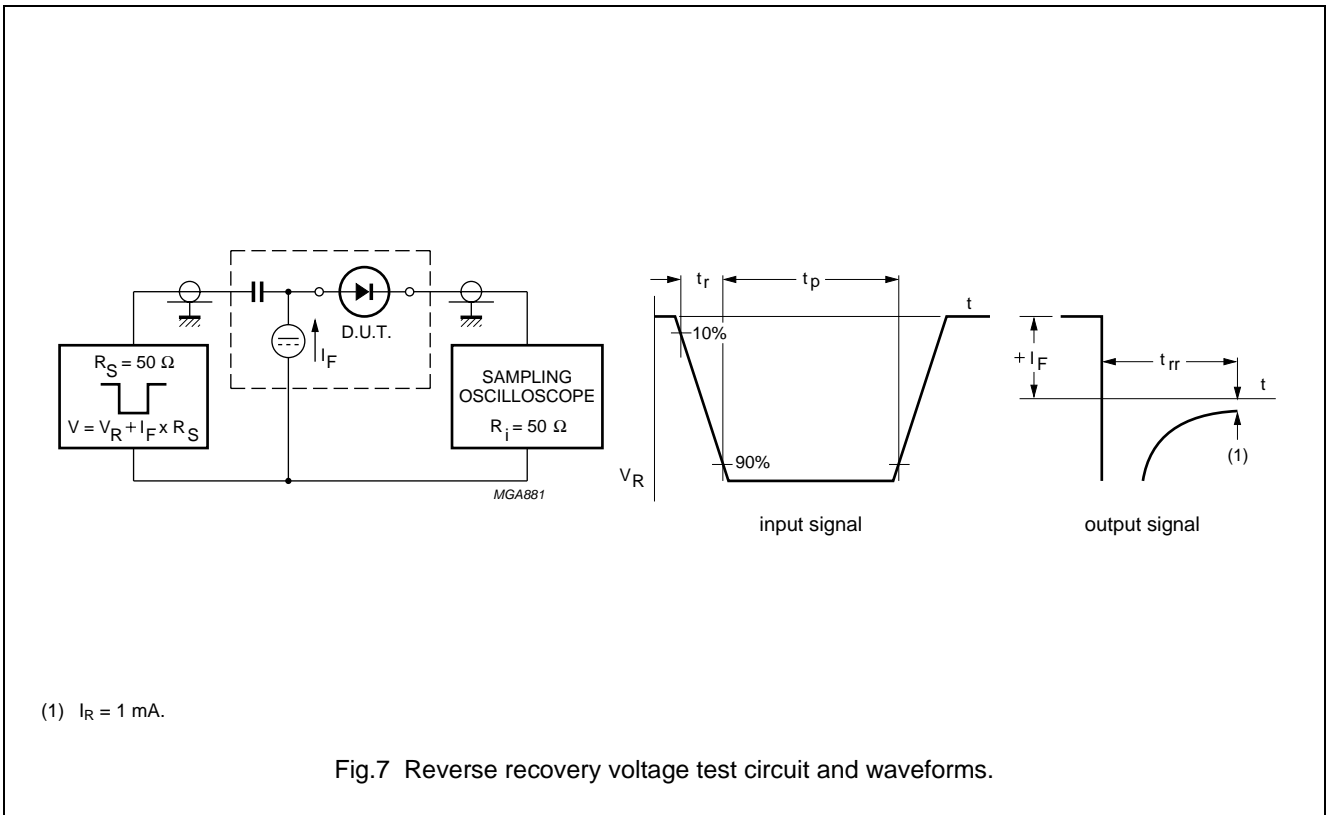 D.U.T.
I_F
R_S = 50 Ω
V = V_R + I_F x R_S
SAMPLING
OSCILLOSCOPE
R_i = 50 Ω
MGA881
t_r
t_p
t
10%
90%
V_R
input signal
+ I_F
t_rr
t
(1)
output signal
(1) I_R = 1 mA.
Fig.7 Reverse recovery voltage test circuit and waveforms.